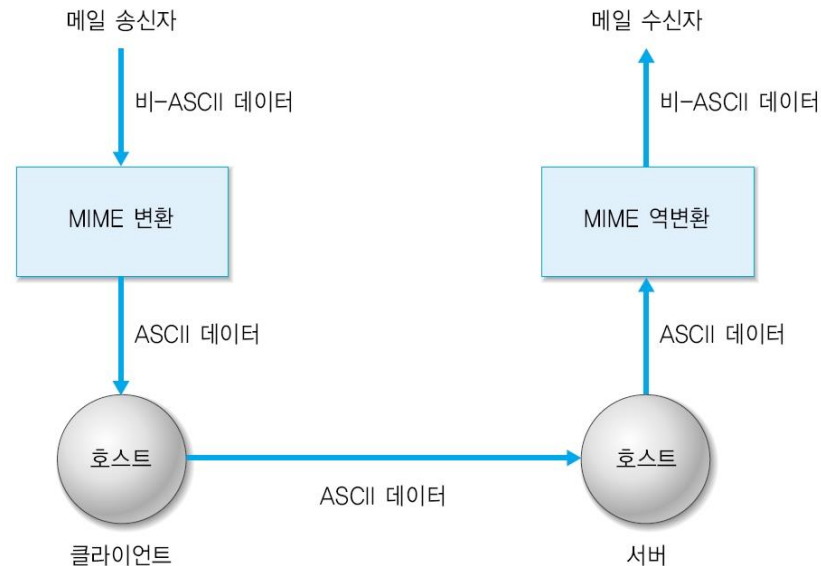 메일 송신자
메일 수신자
비-ASCII 데이터
비-ASCII 데이터
MIME 변환
MIME 역변환
ASCII 데이터
ASCII 데이터
호스트
호스트
ASCII 데이터
클라이언트
서버